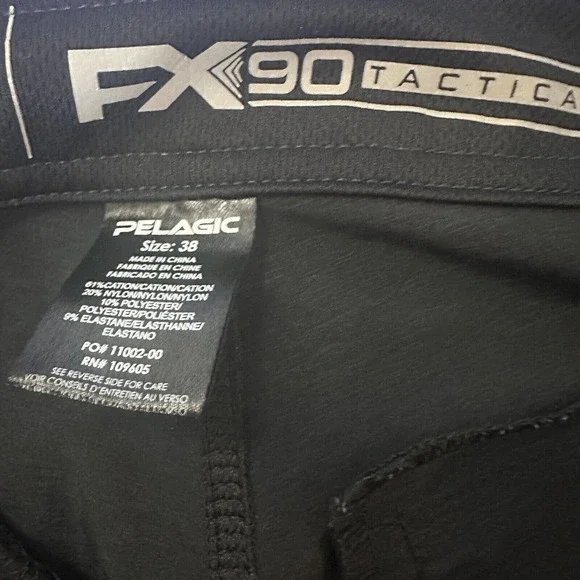 FX 90 TACTICA
PELAGIC
Size: 38
MADE IN CHINA
FABRIQUE EN CHINE
FABRICADO EN CHINA
61%CATION/CATION/CATION
20% NYLON/NYLON/NYLON
10% POLYESTER/
POLYESTER/POLIÉSTER
9% ELASTANE/ELASTHANNE/
ELASTANO
PO# 11002-00
RN# 109605
SEE REVERSE SIDE FOR CARE
VOIR CONSEILS D'ENTRETIEN AU VERSO